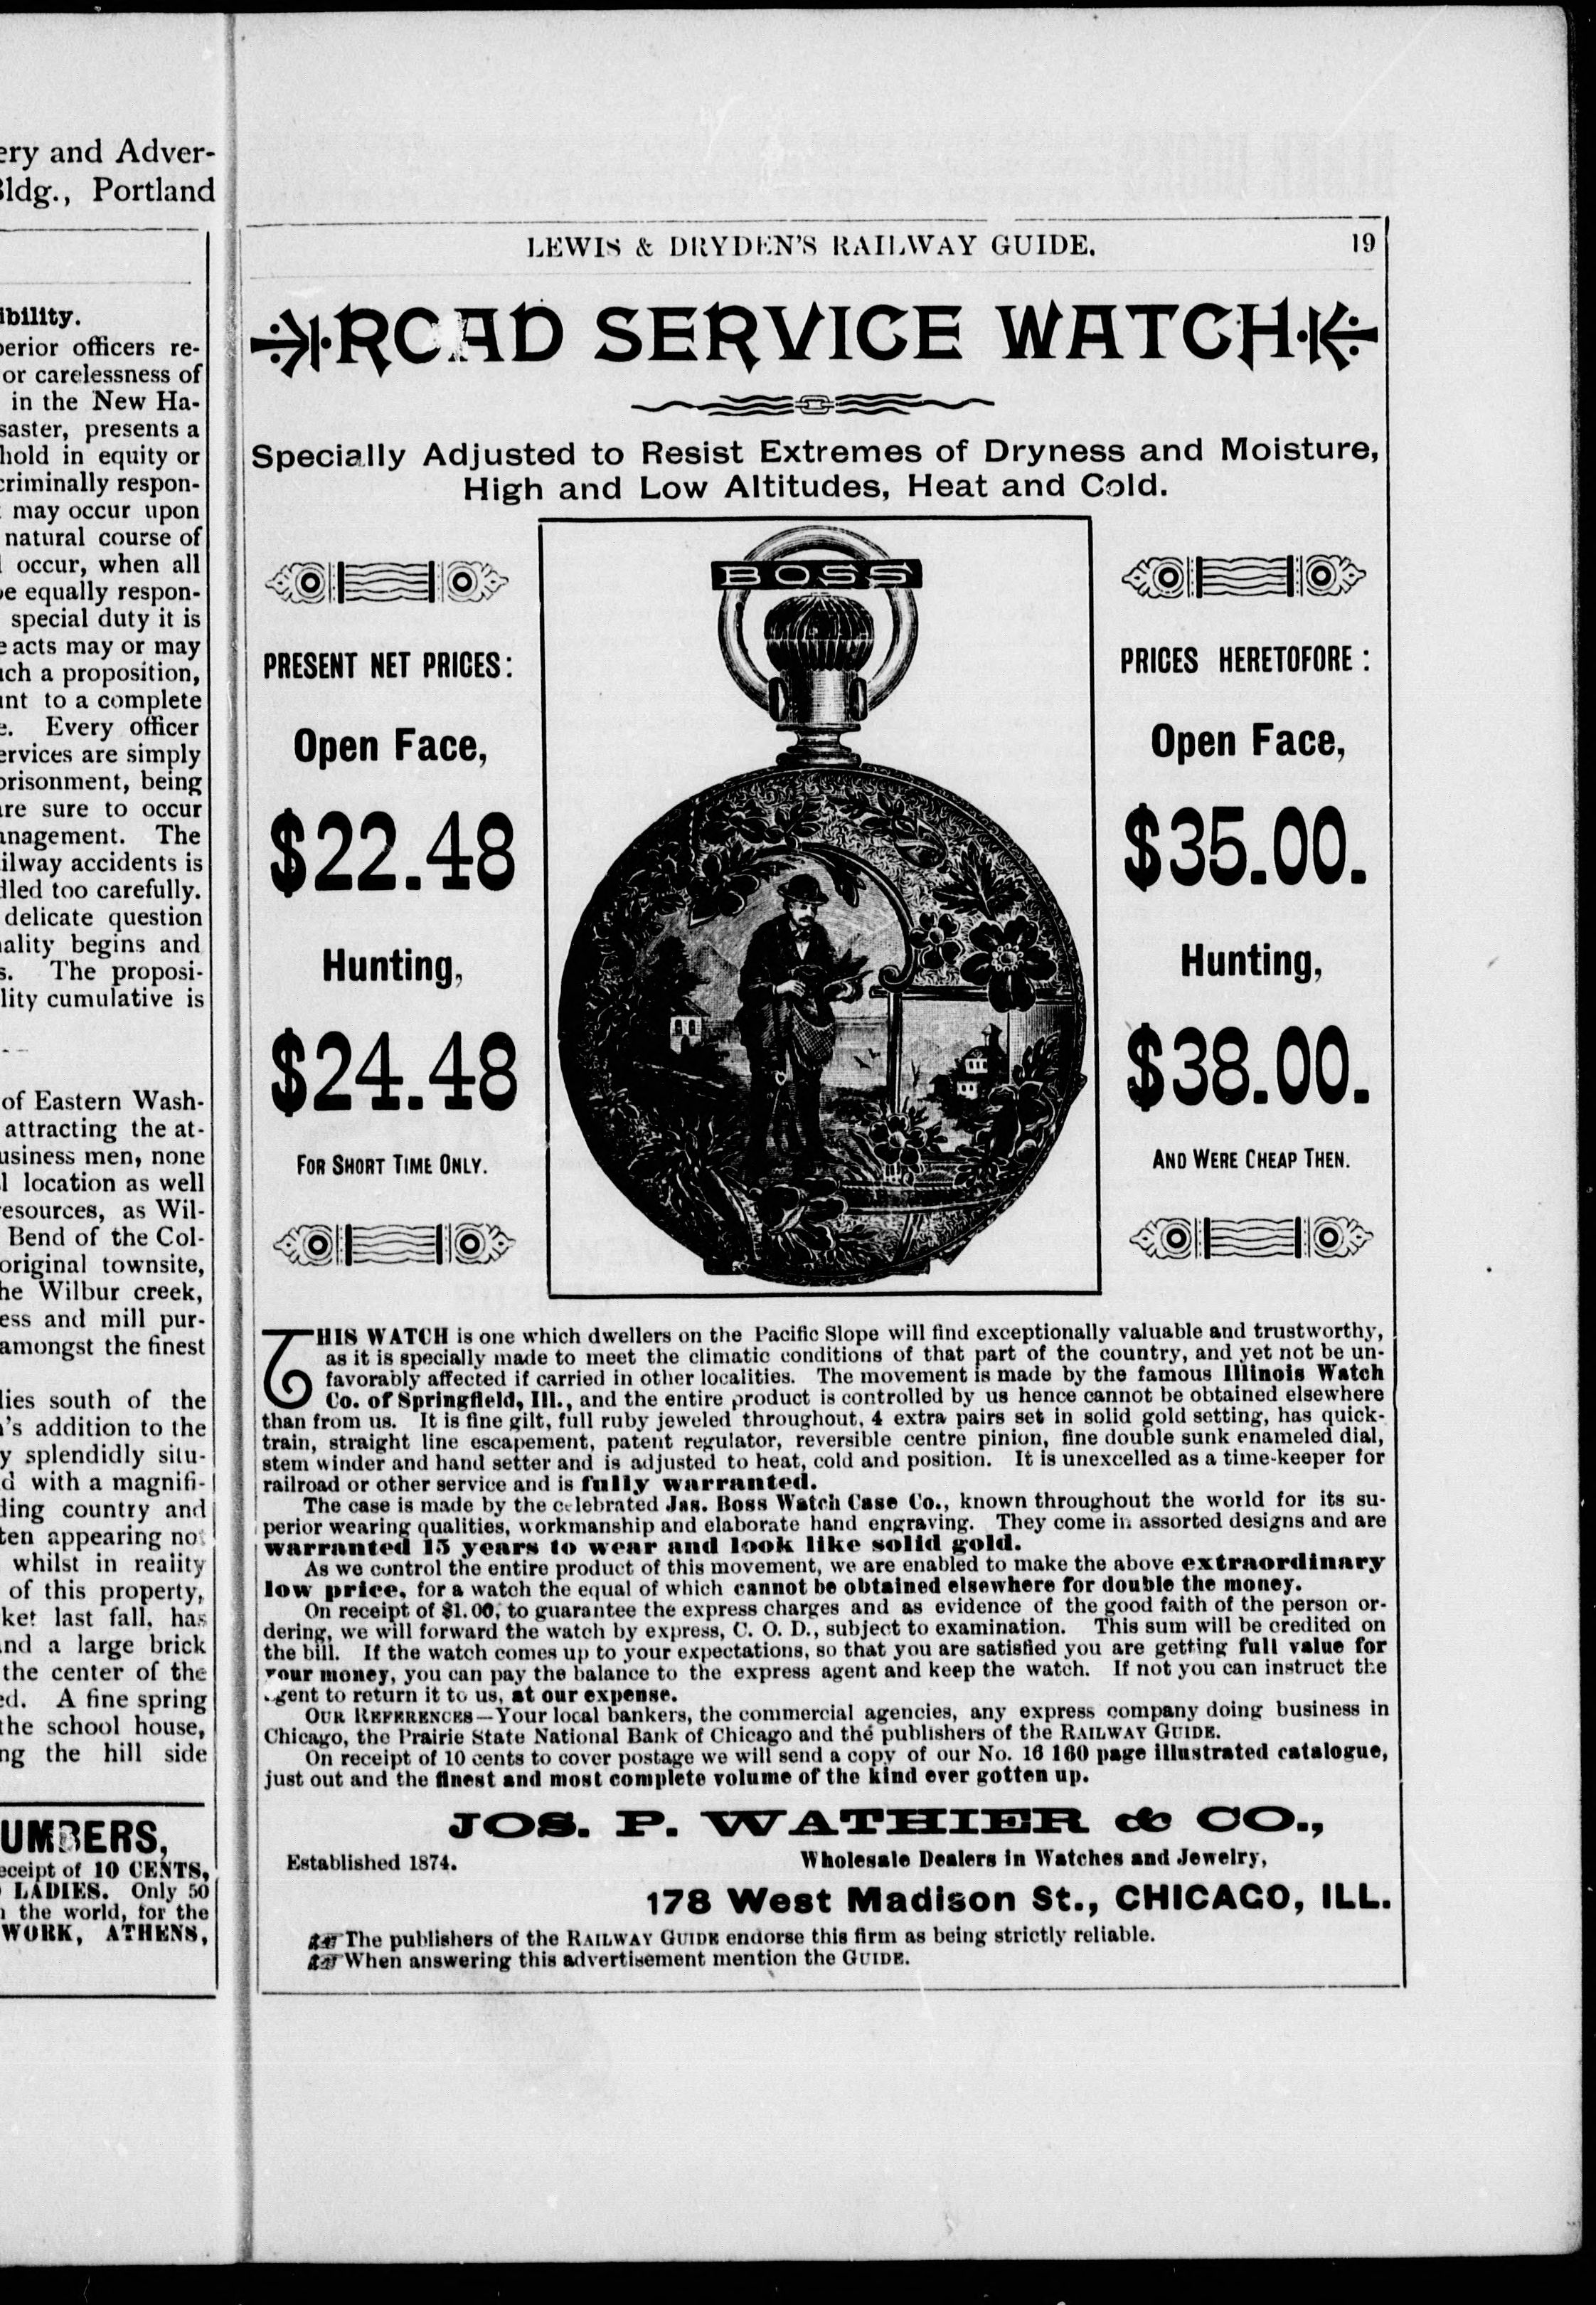 ery and Adver-
Bldg., Portland
ibility.
perior officers re-
or carelessness of
in the New Ha-
saster, presents a
hold in equity or
criminally respon-
may occur upon
natural course of
occur, when all
be equally respon-
special duty it is
e acts may or may
uch a proposition,
unt to a complete
e. Every officer
ervices are simply
prisonment, being
are sure to occur
anagement. The
ilway accidents is
dled too carefully.
delicate question
nality begins and
s. The proposi-
lity cumulative is
of Eastern Wash-
attracting the at-
usiness men, none
l location as well
resources, as Wil-
Bend of the Col-
original townsite,
he Wilbur creek,
ess and mill pur-
amongst the finest
lies south of the
n's addition to the
y splendidly situ-
d with a magnifi-
ding country and
ten appearing not
whilst in reality
of this property,
ket last fall, has
and a large brick
the center of the
ed. A fine spring
the school house,
ng the hill side
UMBERS,
eceipt of 10 CENTS,
LADIES. Only 50
n the world, for the
WORK, ATHENS,
LEWIS & DRYDEN'S RAILWAY GUIDE. 19
ROAD SERVICE WATCH
Specially Adjusted to Resist Extremes of Dryness and Moisture,
High and Low Altitudes, Heat and Cold.
PRESENT NET PRICES:
Open Face,
$22.48
Hunting,
$24.48
FOR SHORT TIME ONLY.
BOSS
PRICES HERETOFORE:
Open Face,
$35.00.
Hunting,
$38.00.
AND WERE CHEAP THEN.
THIS WATCH is one which dwellers on the Pacific Slope will find exceptionally valuable and trustworthy,
as it is specially made to meet the climatic conditions of that part of the country, and yet not be un-
favorably affected if carried in other localities. The movement is made by the famous Illinois Watch
Co. of Springfield, Ill., and the entire product is controlled by us hence cannot be obtained elsewhere
than from us. It is fine gilt, full ruby jeweled throughout, 4 extra pairs set in solid gold setting, has quick-
train, straight line escapement, patent regulator, reversible centre pinion, fine double sunk enameled dial,
stem winder and hand setter and is adjusted to heat, cold and position. It is unexcelled as a time-keeper for
railroad or other service and is fully warranted.
The case is made by the celebrated Jas. Boss Watch Case Co., known throughout the world for its su-
perior wearing qualities, workmanship and elaborate hand engraving. They come in assorted designs and are
warranted 15 years to wear and look like solid gold.
As we control the entire product of this movement, we are enabled to make the above extraordinary
low price, for a watch the equal of which cannot be obtained elsewhere for double the money.
On receipt of $1.00, to guarantee the express charges and as evidence of the good faith of the person or-
dering, we will forward the watch by express, C. O. D., subject to examination. This sum will be credited on
the bill. If the watch comes up to your expectations, so that you are satisfied you are getting full value for
your money, you can pay the balance to the express agent and keep the watch. If not you can instruct the
agent to return it to us, at our expense.
OUR REFERENCES—Your local bankers, the commercial agencies, any express company doing business in
Chicago, the Prairie State National Bank of Chicago and the publishers of the RAILWAY GUIDE.
On receipt of 10 cents to cover postage we will send a copy of our No. 16 160 page illustrated catalogue,
just out and the finest and most complete volume of the kind ever gotten up.
JOS. P. WATHIER & CO.,
Established 1874. Wholesale Dealers in Watches and Jewelry,
178 West Madison St., CHICAGO, ILL.
The publishers of the RAILWAY GUIDE endorse this firm as being strictly reliable.
When answering this advertisement mention the GUIDE.